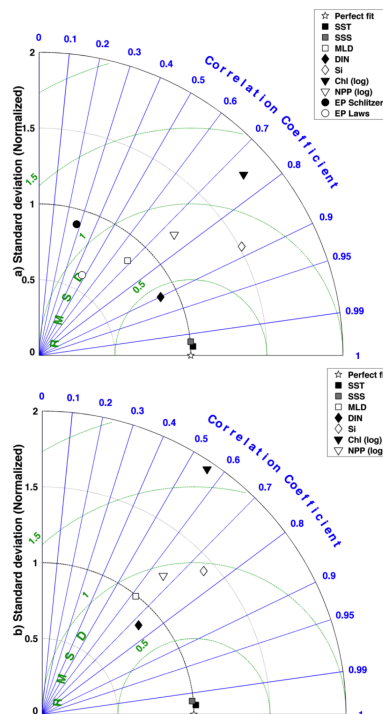 Perfect fit
SST
SSS
MLD
DIN
Si
Chl (log)
NPP (log)
EP Schlitzer
EP Laws
0 0.1 0.2 0.3 0.4 0.5 0.6 0.7 0.8 0.9 0.95 0.99 1
Correlation Coefficient
a) Standard deviation (Normalized)
2
1.5
1
0.5
0
1.5
1
0.5
RMSD
Perfect fit
SST
SSS
MLD
DIN
Si
Chl (log)
NPP (log)
0 0.1 0.2 0.3 0.4 0.5 0.6 0.7 0.8 0.9 0.95 0.99 1
Correlation Coefficient
b) Standard deviation (Normalized)
2
1.5
1
0.5
0
1.5
1
0.5
RMSD